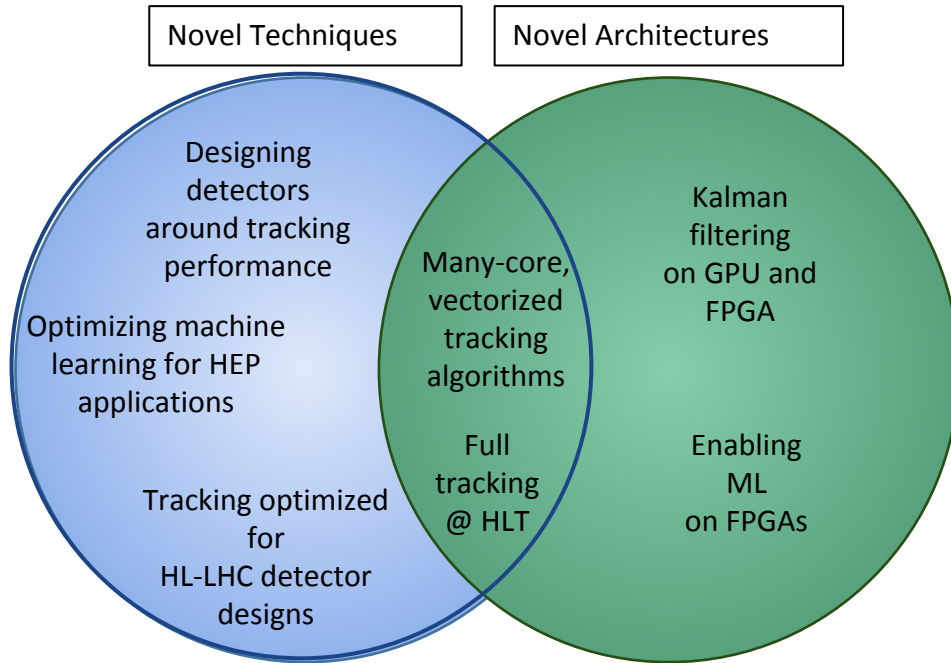 Novel Techniques
Novel Architectures
Designing
detectors
around tracking
performance
Optimizing machine
learning for HEP
applications
Tracking optimized
for
HL-LHC detector
designs
Many-core,
vectorized
tracking
algorithms
Full
tracking
@ HLT
Kalman
filtering
on GPU and
FPGA
Enabling
ML
on FPGAs